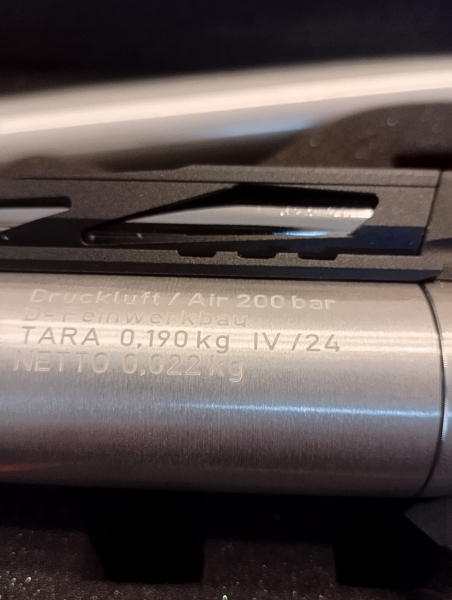 Druckluft / Air 200 bar
D-Feinwerkbau
TARA 0,190 kg IV/24
NETTO 0,022 kg